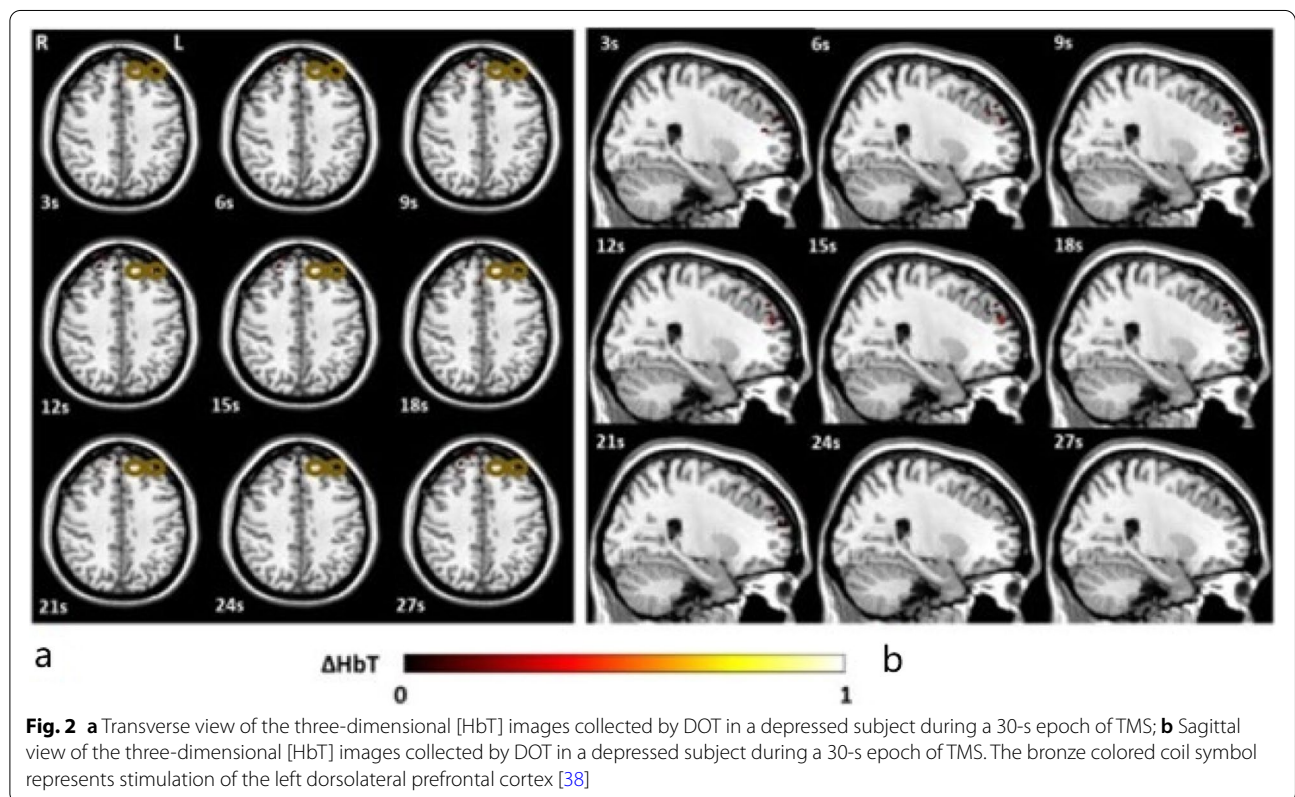 R L
3s 6s 9s
12s 15s 18s
21s 24s 27s
3s 6s 9s
12s 15s 18s
21s 24s 27s
a
ΔHbT
b
0 1
Fig. 2 a Transverse view of the three-dimensional [HbT] images collected by DOT in a depressed subject during a 30-s epoch of TMS; b Sagittal
view of the three-dimensional [HbT] images collected by DOT in a depressed subject during a 30-s epoch of TMS. The bronze colored coil symbol
represents stimulation of the left dorsolateral prefrontal cortex [38]